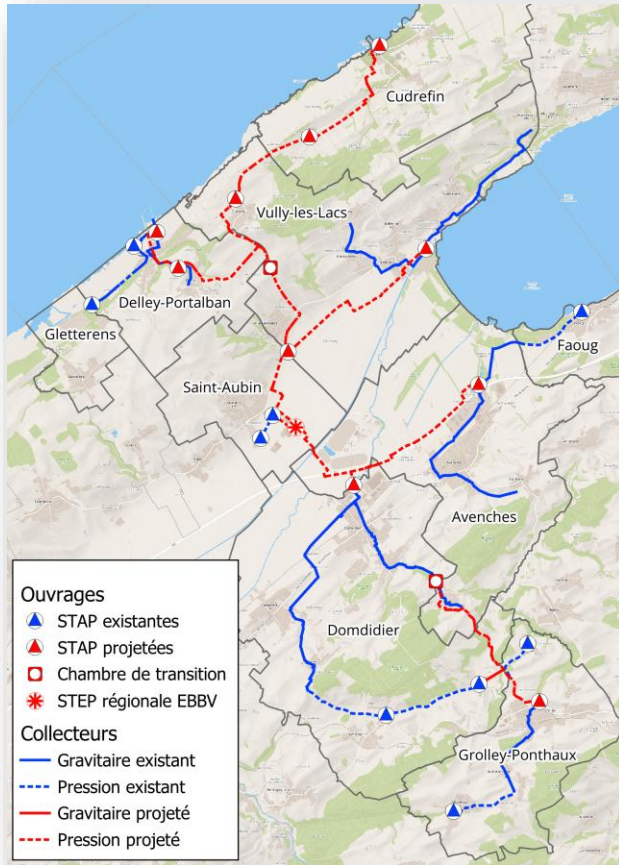 Cudrefin
Vully-les-Lacs
Delley-Portalban
Gletterens
Faoug
Saint-Aubin
Avenches
Domdidier
Grolley-Ponthaux
Ouvrages
STAP existantes
STAP projetées
Chambre de transition
STEP régionale EBBV
Collecteurs
Gravitaire existant
Pression existant
Gravitaire projeté
Pression projeté